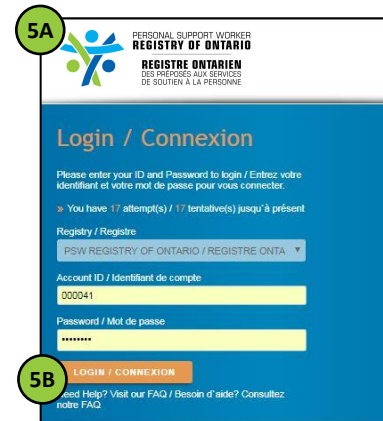 5A
PERSONAL SUPPORT WORKER
REGISTRY OF ONTARIO
REGISTRE ONTARIEN
DES PRÉPOSÉS AUX SERVICES
DE SOUTIEN À LA PERSONNE
Login / Connexion
Please enter your ID and Password to login / Entrez votre
identifiant et votre mot de passe pour vous connecter.
» You have 17 attempt(s) / 17 tentative(s) jusqu'à présent
Registry / Registre
PSW REGISTRY OF ONTARIO / REGISTRE ONTA ▼
Account ID / Identifiant de compte
000041
Password / Mot de passe
••••••••
LOGIN / CONNEXION
5B
eed Help? Visit our FAQ / Besoin d'aide? Consultez
notre FAQ